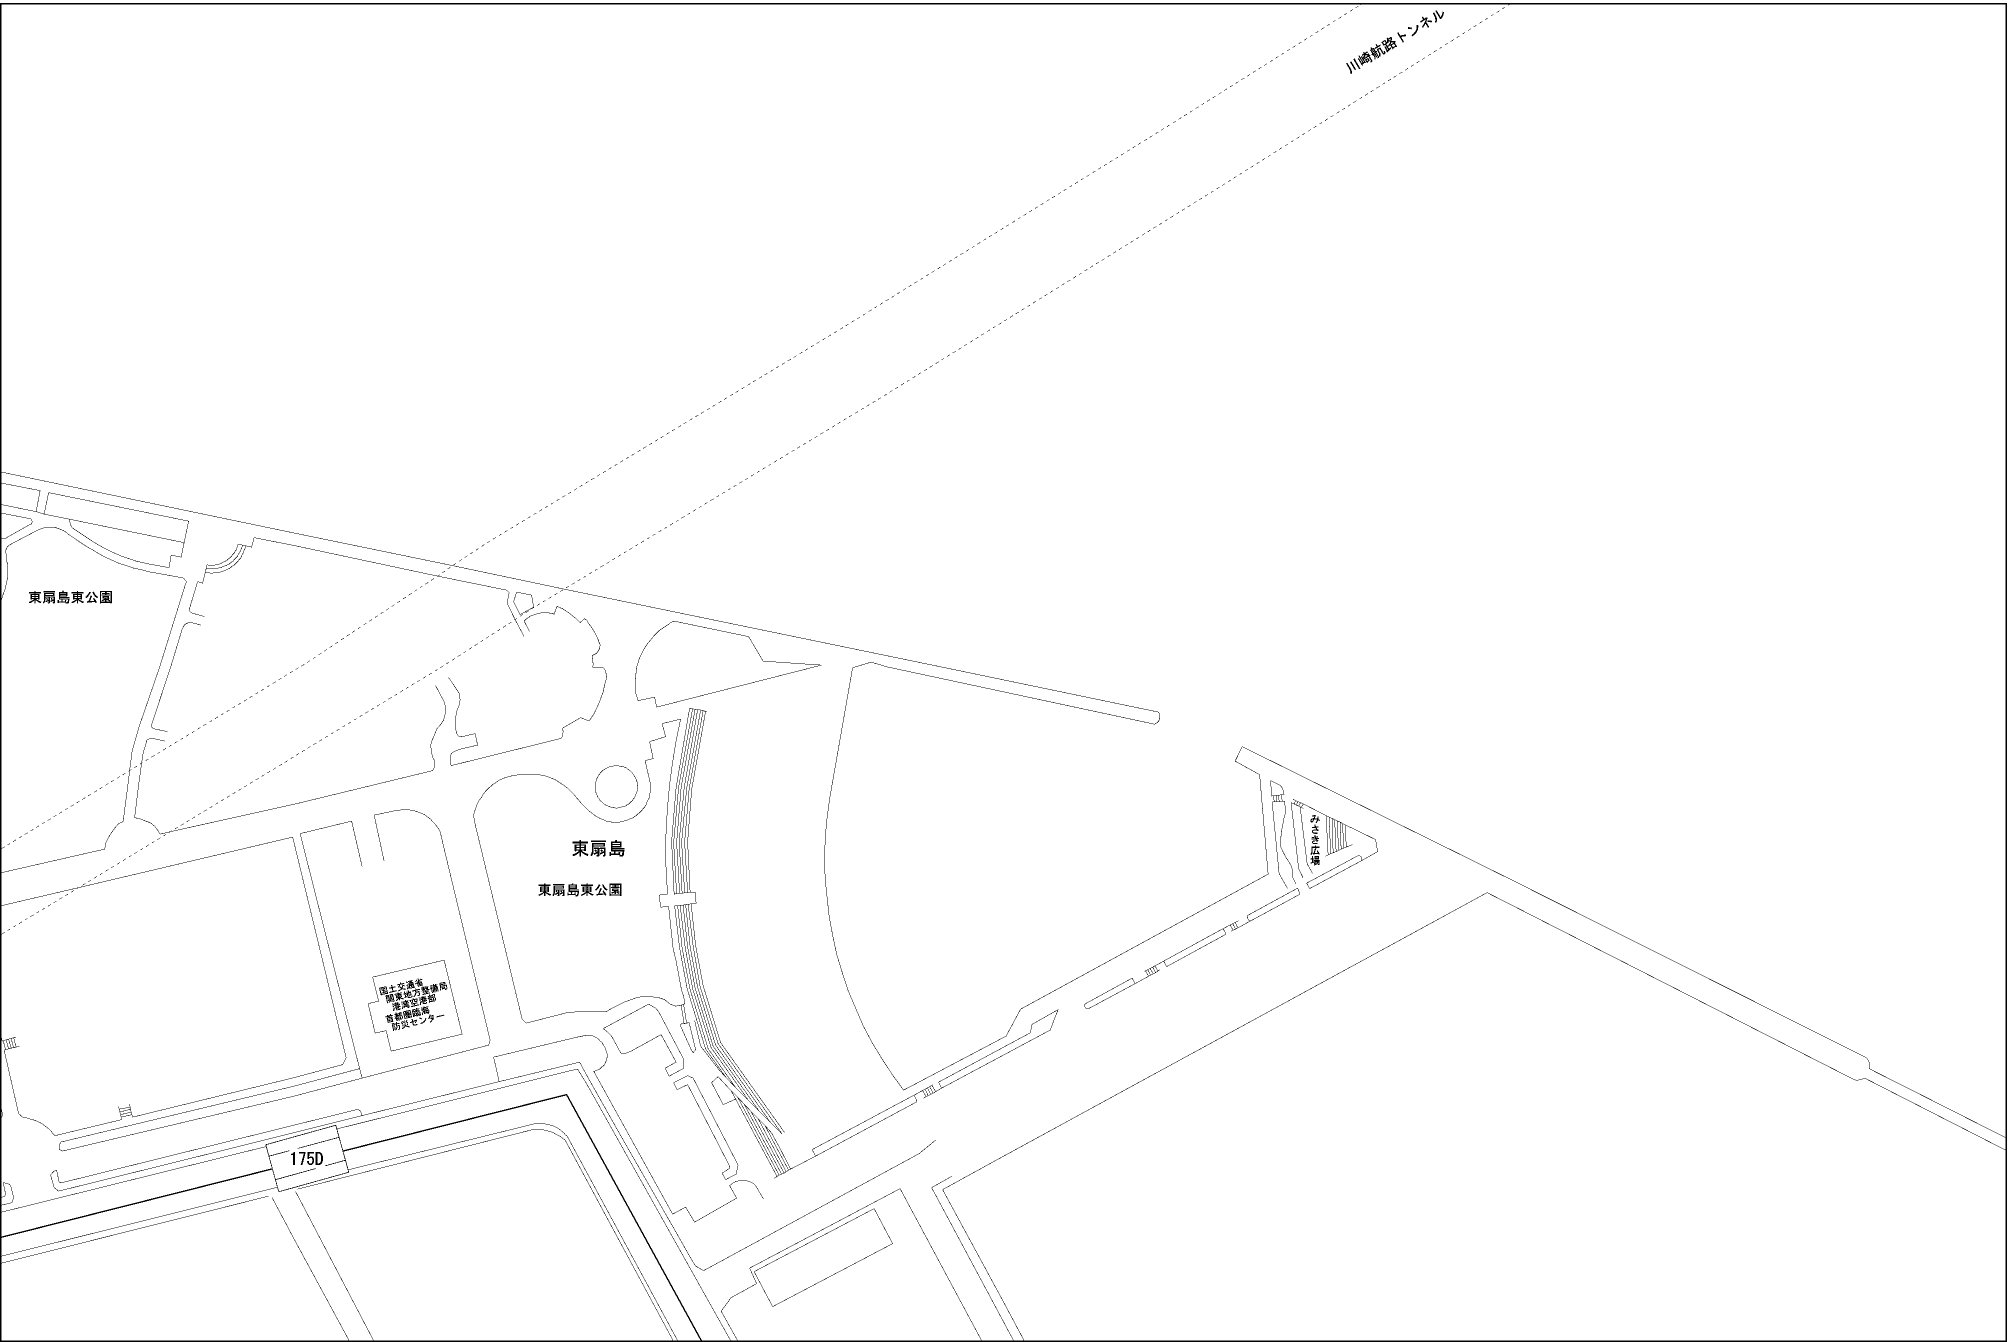 川崎航路トンネル
東扇島東公園
みさき広場
東扇島
東扇島東公園
国土交通省
関東地方整備局
港湾空港部
首都圏臨海
防災センター
175D